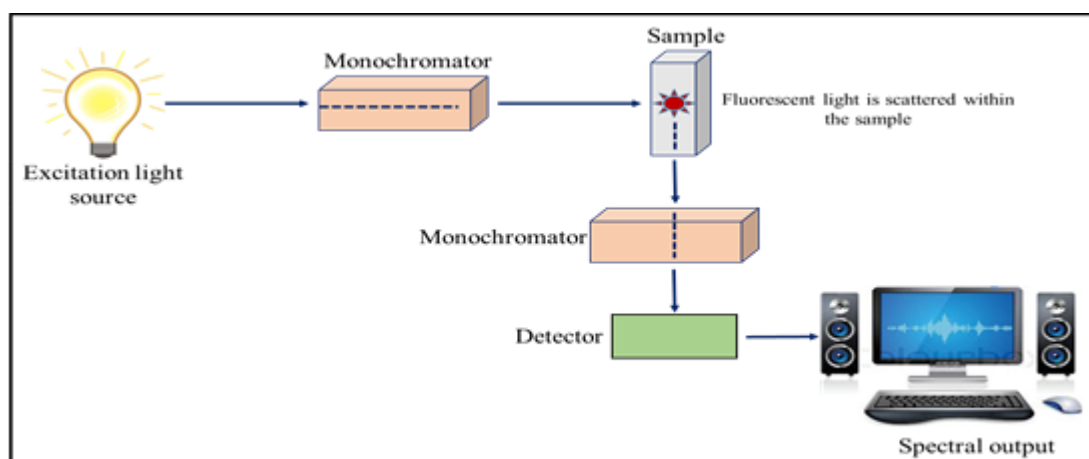 Sample
Monochromator
Fluorescent light is scattered within
the sample
Excitation light
source
Monochromator
Detector
Spectral output